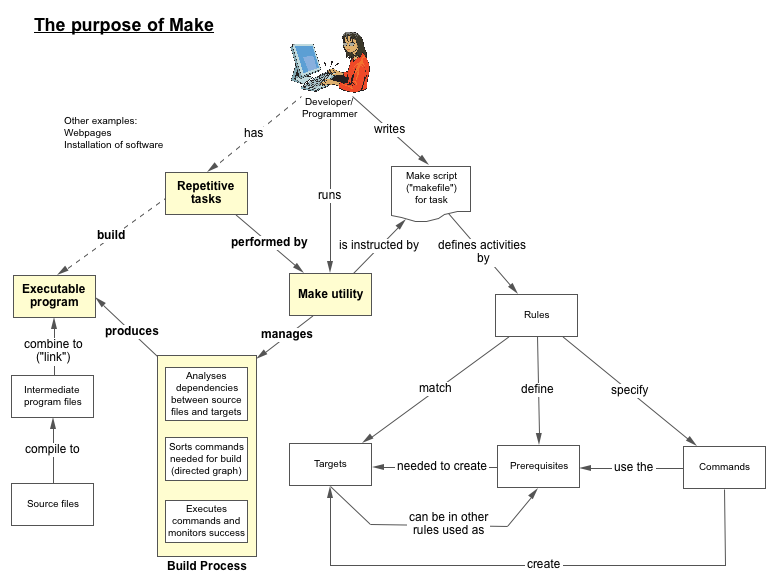 The purpose of Make
Developer/
Programmer
Other examples:
Webpages
Installation of software
has
writes
Repetitive
tasks
Make script
("makefile")
for task
runs
build
performed by
is instructed by
defines activities
by
Executable
program
Make utility
Rules
produces
manages
combine to
("link")
Intermediate
program files
Analyses
dependencies
between source
files and targets
match
define
specify
compile to
Sorts commands
needed for build
(directed graph)
Targets
needed to create
Prerequisites
use the
Commands
Source files
Executes
commands and
monitors success
can be in other
rules used as
Build Process
create